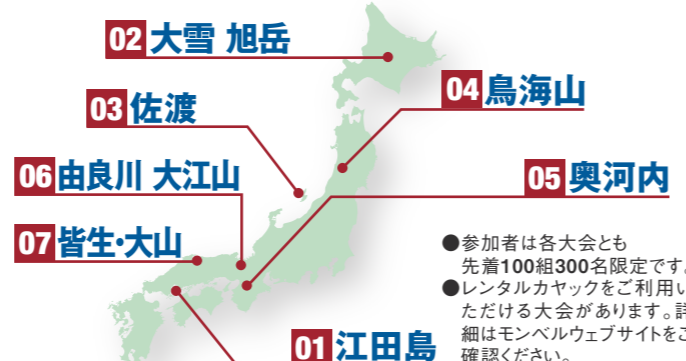 02 大雪 旭岳
04 鳥海山
03 佐渡
06 由良川 大江山
05 奥河内
07 皆生・大山
01 江田島
●参加者は各大会とも
先着100組300名限定です。
●レンタルカヤックをご利用い
ただける大会があります。詳
細はモンベルウェブサイトをご
確認ください。